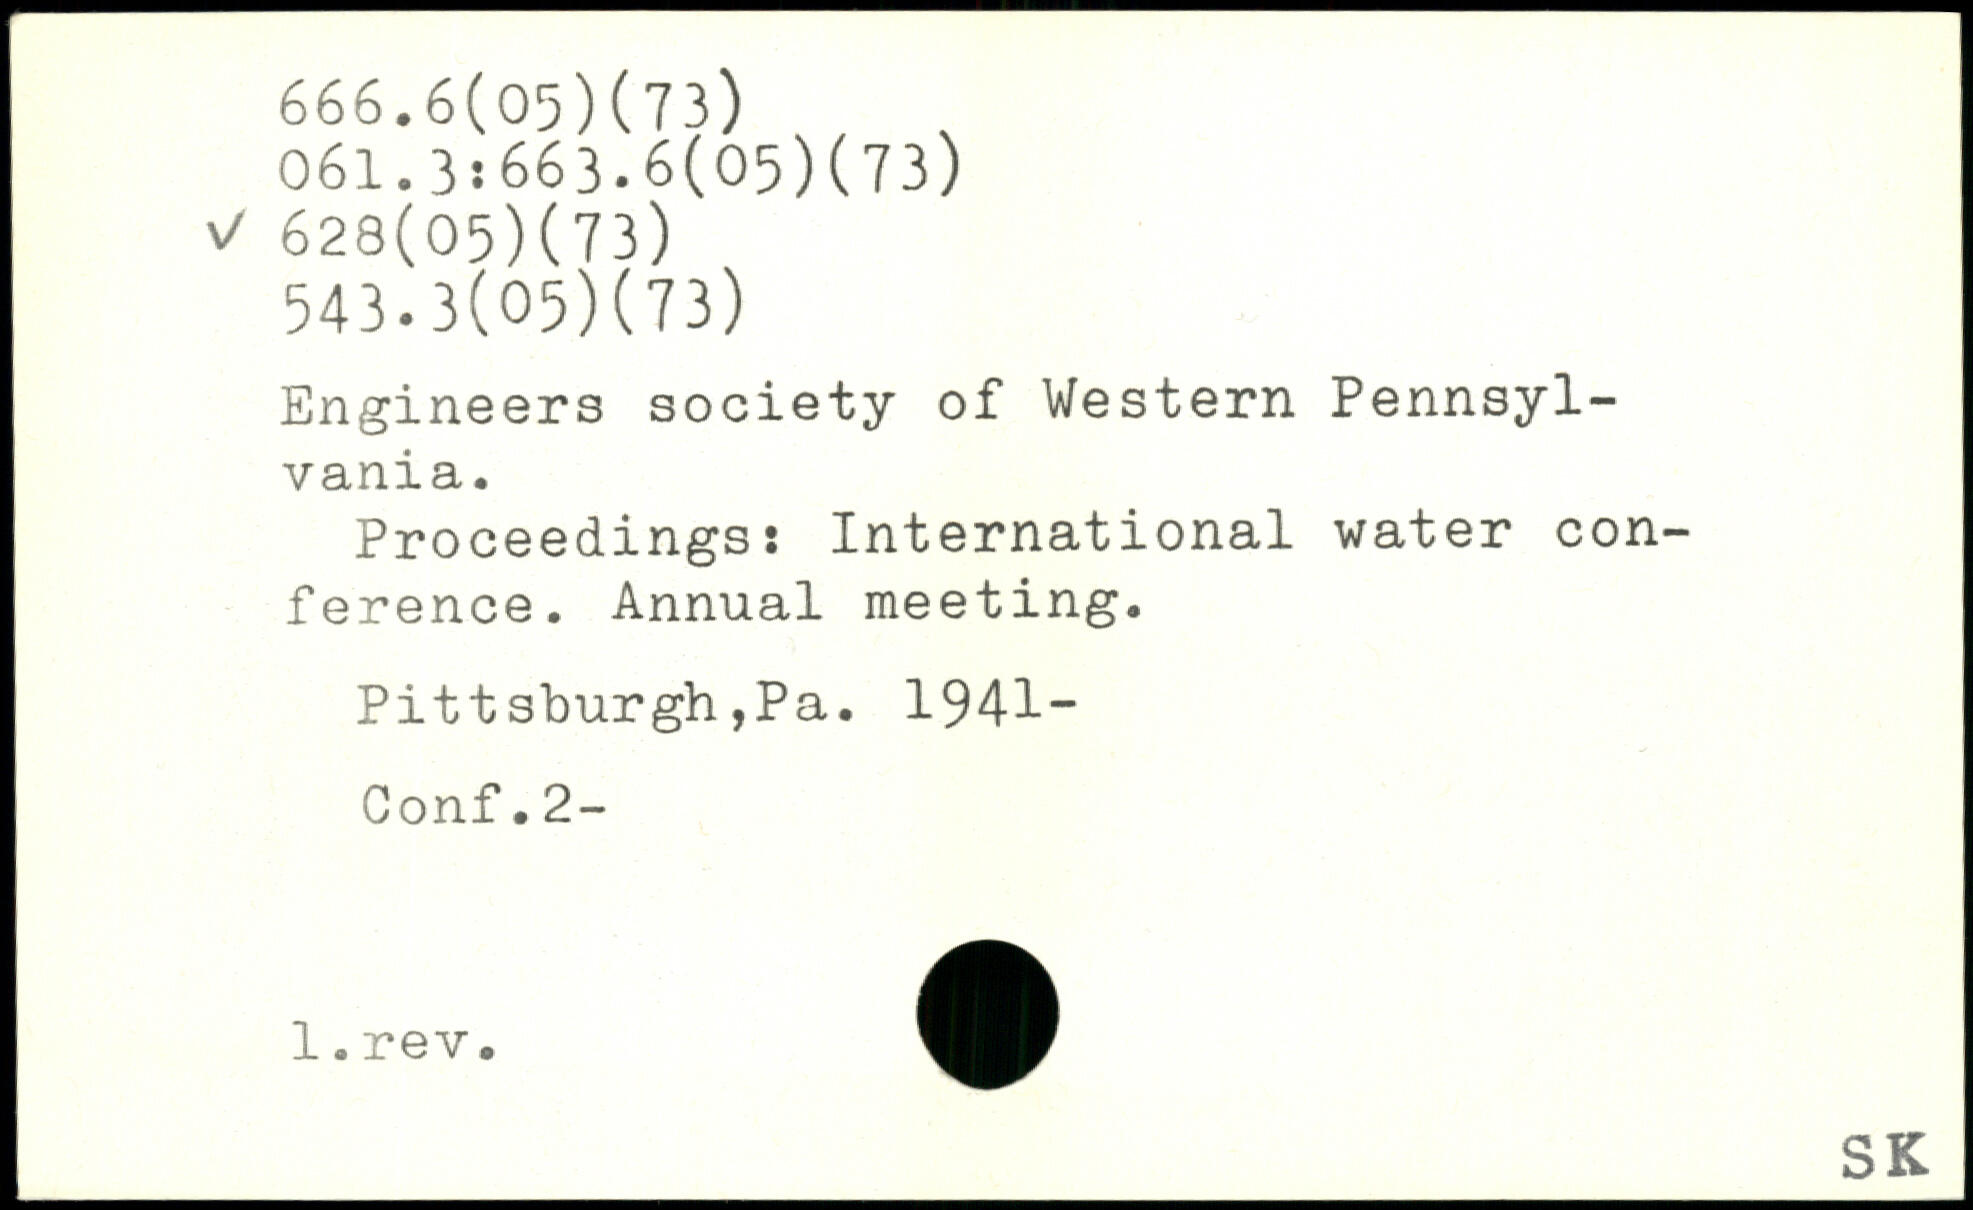 666.6(05)(73)
061.3:663.6(05)(73)
✓ 628(05)(73)
543.3(05)(73)
Engineers society of Western Pennsyl-
vania.
Proceedings: International water con-
ference. Annual meeting.
Pittsburgh,Pa. 1941-
Conf.2-
1.rev.
SK